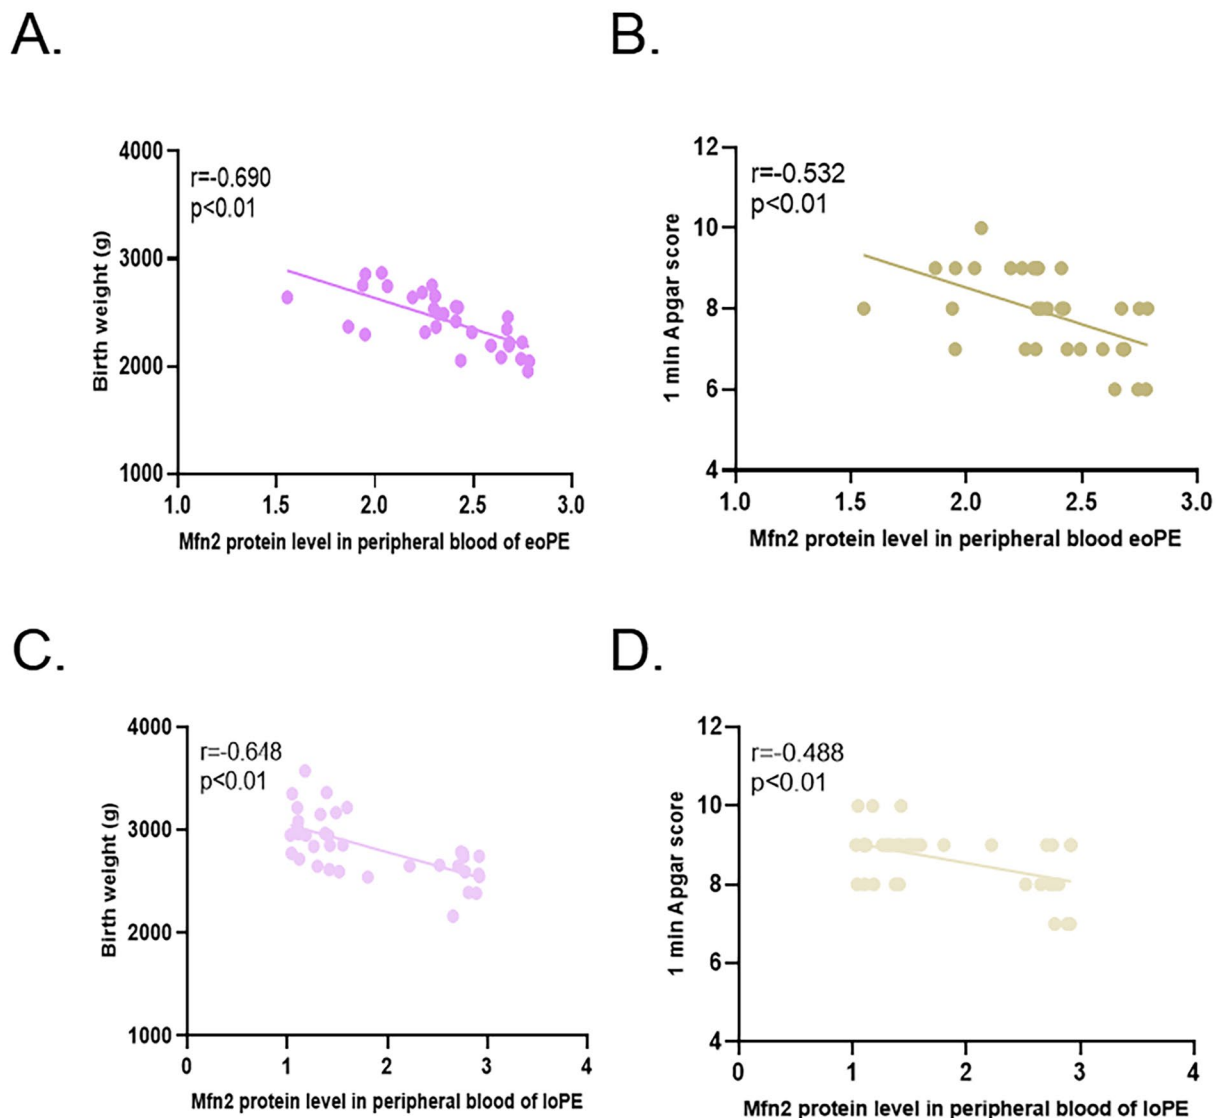 A.
B.
r=-0.690
p<0.01
4000
3000
2000
1000
Birth weight (g)
1.0 1.5 2.0 2.5 3.0
Mfn2 protein level in peripheral blood of eoPE
r=-0.532
p<0.01
12
10
8
6
4
1 min Apgar score
1.0 1.5 2.0 2.5 3.0
Mfn2 protein level in peripheral blood eoPE
C.
D.
r=-0.648
p<0.01
4000
3000
2000
1000
Birth weight (g)
0 1 2 3 4
Mfn2 protein level in peripheral blood of loPE
r=-0.488
p<0.01
12
10
8
6
4
1 min Apgar score
0 1 2 3 4
Mfn2 protein level in peripheral blood of loPE